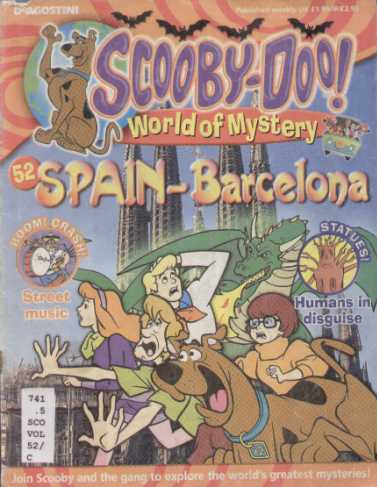 DEAGOSTINI
Published weekly UK £1.99
SCOOBY-DOO!
World of Mystery
52
SPAIN-Barcelona
BOOM! CRASH!
Street
music
STATUES!
Humans in
disguise
741
.5
SCO
VOL
52/
C
Join Scooby and the gang to explore the world's greatest mysteries!